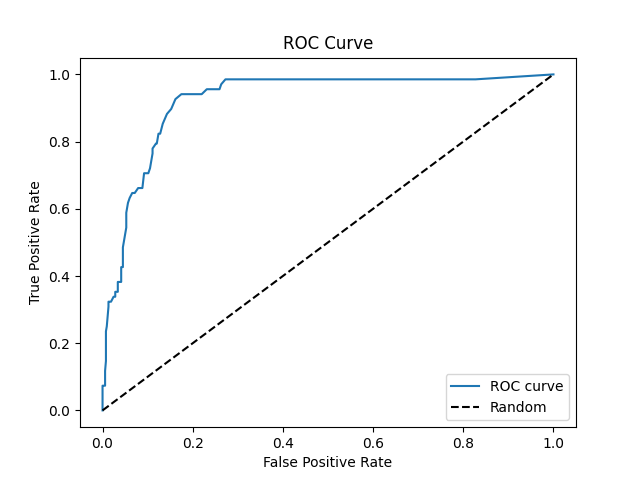 ROC Curve
True Positive Rate
1.0
0.8
0.6
0.4
0.2
0.0
0.0 0.2 0.4 0.6 0.8 1.0
False Positive Rate
ROC curve
Random